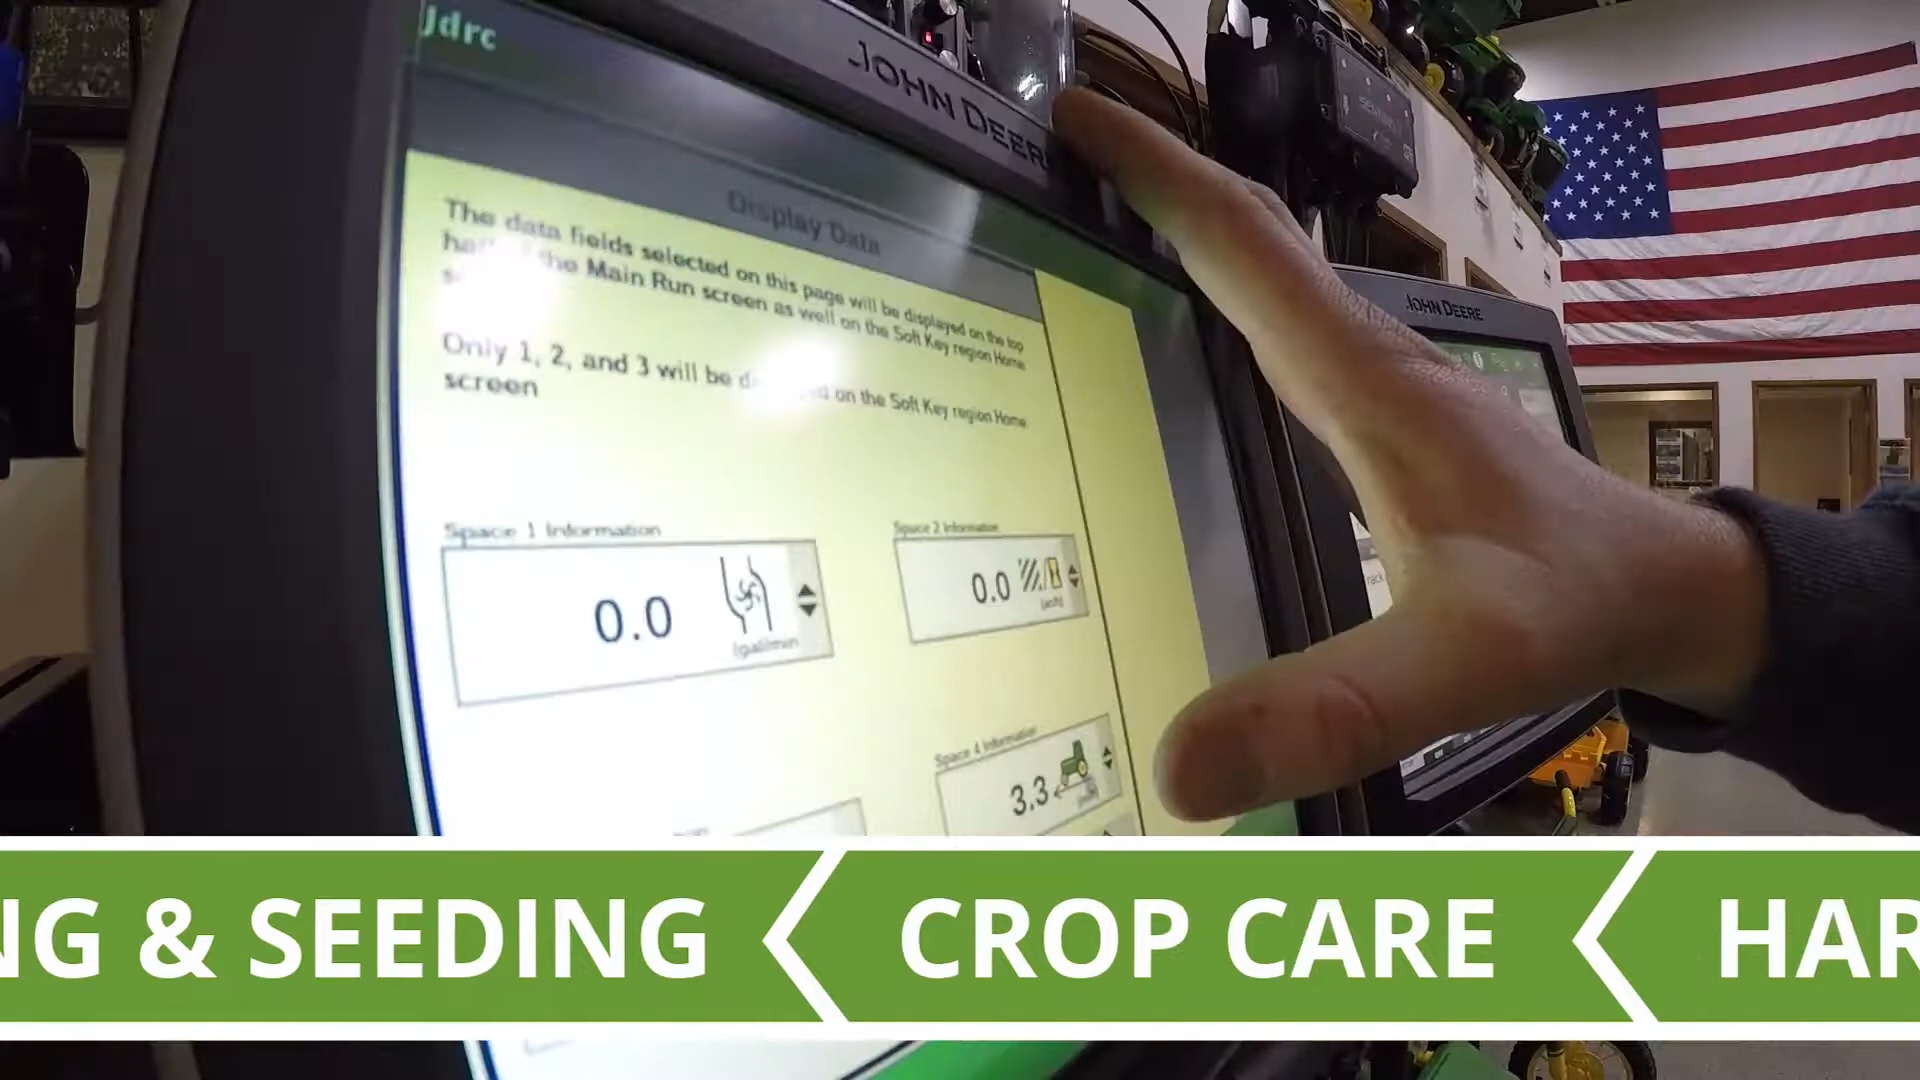 Jdrc
JOHN DEERE
Display Data
The data fields selected on this page will be displayed on the top
the Main Run screen as well on the Soft Key region Home
Only 1, 2, and 3 will be on the Soft Key region Home
screen
Space 1 Information
0.0
(gal)/min
Space 2 Information
0.0
Space 4 Information
3.3
JOHN DEERE
NG & SEEDING
CROP CARE
HAR